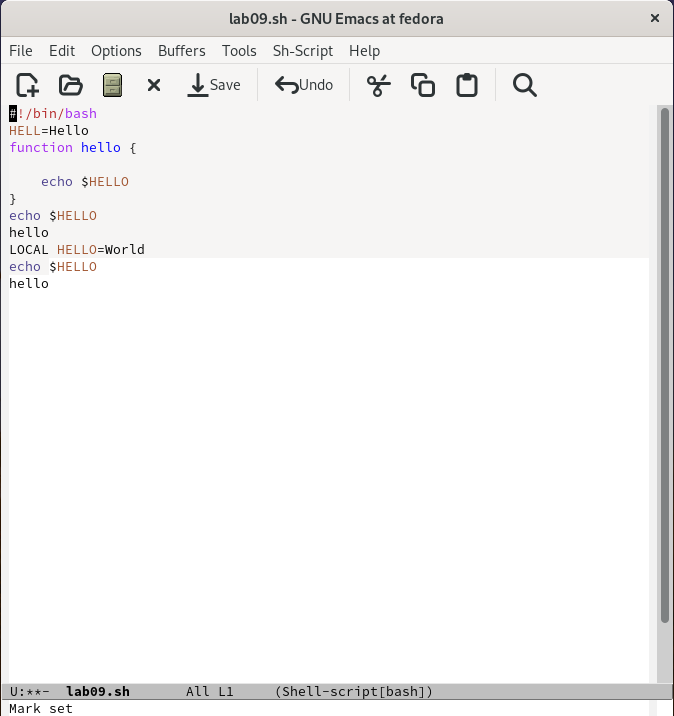 lab09.sh - GNU Emacs at fedora
File Edit Options Buffers Tools Sh-Script Help
Save Undo
#!/bin/bash
HELL=Hello
function hello {
    echo $HELLO
}
echo $HELLO
hello
LOCAL HELLO=World
echo $HELLO
hello
U:**- lab09.sh All L1 (Shell-script[bash])
Mark set